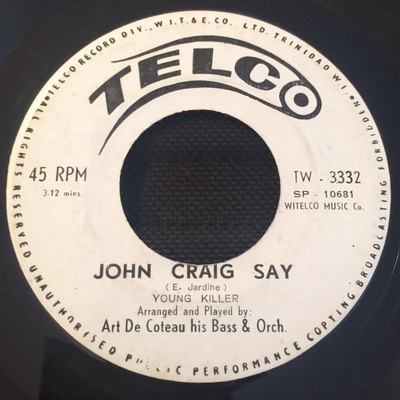 TELCO RECORD DIV., W.I.T. & CO. LTD. TRINIDAD W.I.
TELCO
45 RPM
3.12 mins.
TW - 3332
SP - 10681
WITELCO MUSIC Co.
JOHN CRAIG SAY
(E. Jardine)
YOUNG KILLER
Arranged and Played by:
Art De Coteau his Bass & Orch.
ALL RIGHTS RESERVED UNAUTHORISED PUBLIC PERFORMANCE COPYING BROADCASTING FORBIDDEN